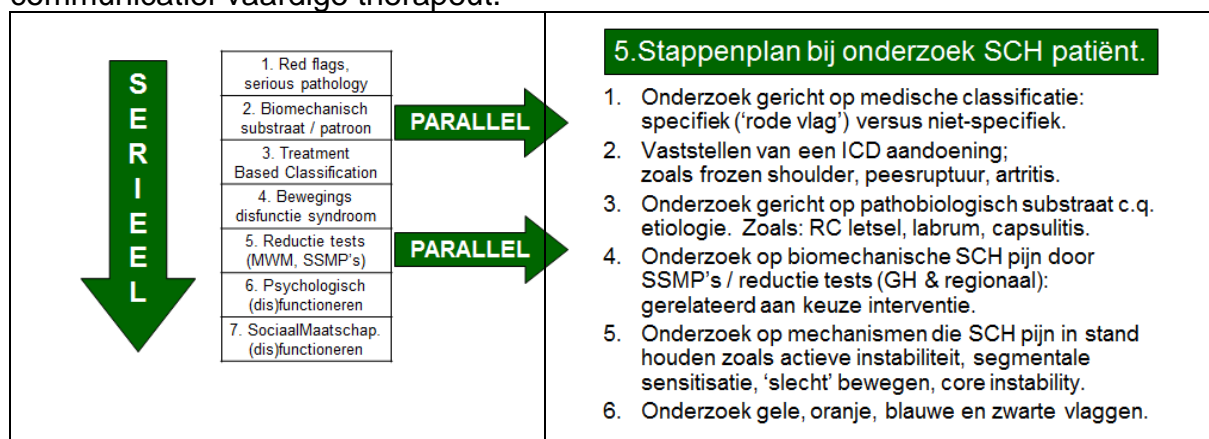 communicatief vaardige therapeut.
SERIEEL
1. Red flags,
serious pathology
2. Biomechanisch
substraat / patroon
3. Treatment
Based Classification
4. Bewegings
disfunctie syndroom
5. Reductie tests
(MWM, SSMP's)
6. Psychologisch
(dis)functioneren
7. SociaalMaatschap.
(dis)functioneren
PARALLEL
PARALLEL
5.Stappenplan bij onderzoek SCH patiënt.
1. Onderzoek gericht op medische classificatie:
specifiek (‘rode vlag’) versus niet-specifiek.
2. Vaststellen van een ICD aandoening;
zoals frozen shoulder, peesruptuur, artritis.
3. Onderzoek gericht op pathobiologisch substraat c.q.
etiologie. Zoals: RC letsel, labrum, capsulitis.
4. Onderzoek op biomechanische SCH pijn door
SSMP’s / reductie tests (GH & regionaal):
gerelateerd aan keuze interventie.
5. Onderzoek op mechanismen die SCH pijn in stand
houden zoals actieve instabiliteit, segmentale
sensitisatie, ‘slecht’ bewegen, core instability.
6. Onderzoek gele, oranje, blauwe en zwarte vlaggen.